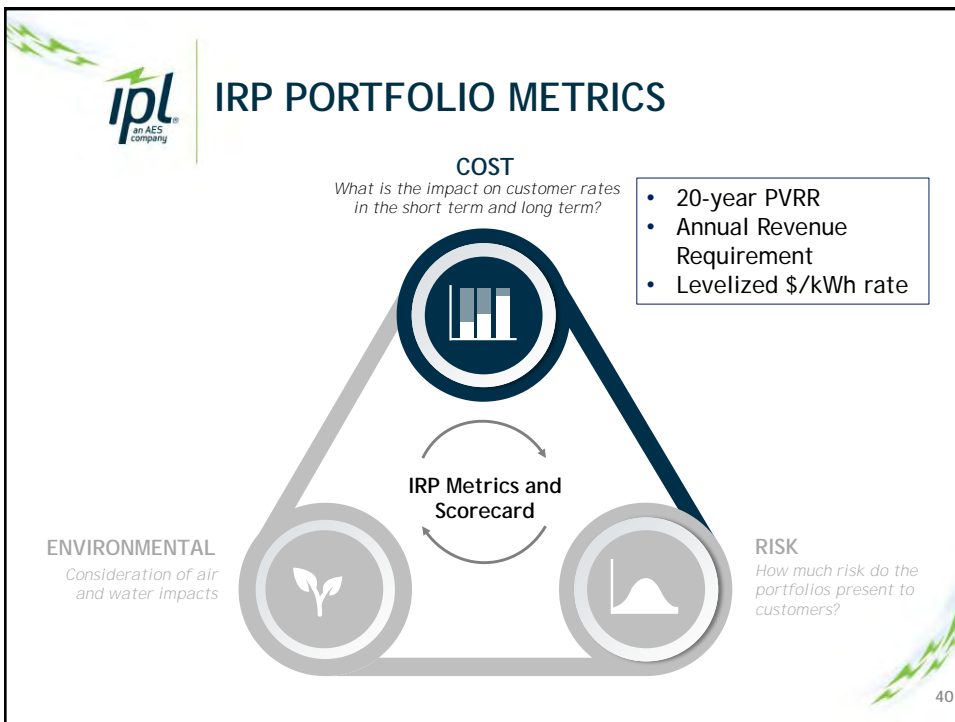 ipl®
an AES
company
IRP PORTFOLIO METRICS
COST
What is the impact on customer rates
in the short term and long term?
• 20-year PVRR
• Annual Revenue
Requirement
• Levelized $/kWh rate
IRP Metrics and
Scorecard
ENVIRONMENTAL
Consideration of air
and water impacts
RISK
How much risk do the
portfolios present to
customers?
40